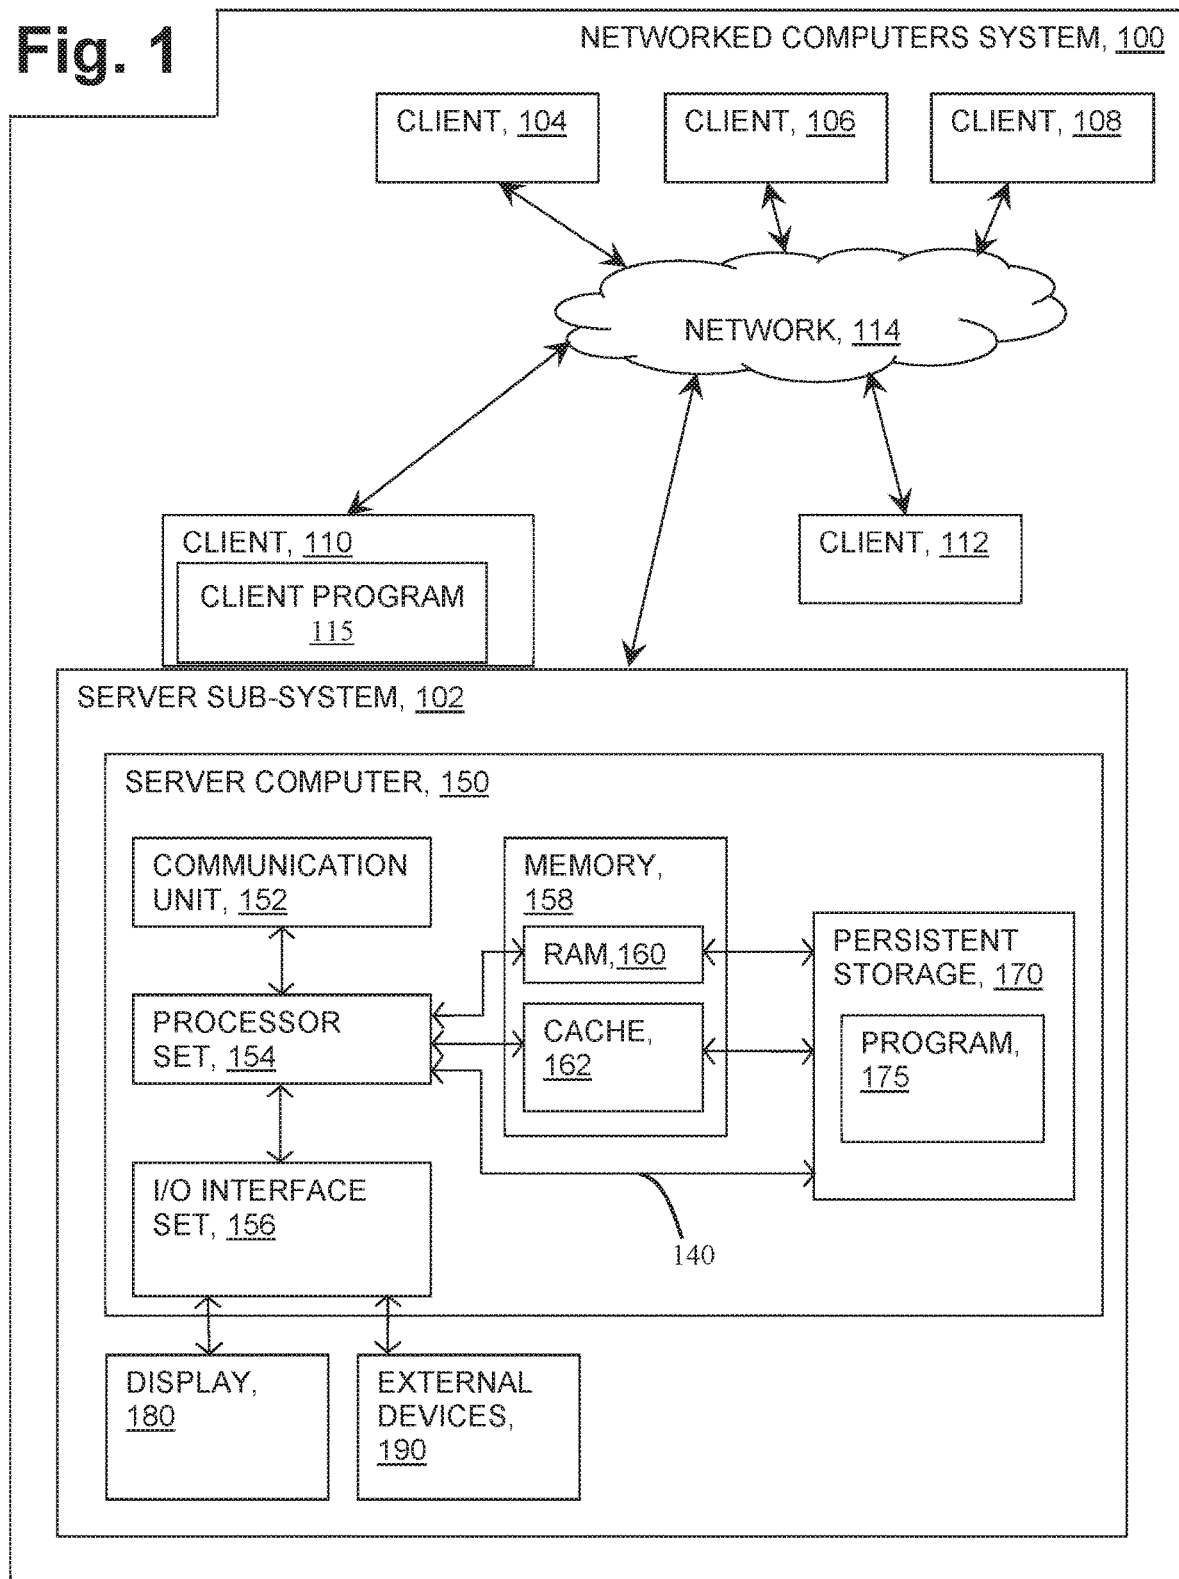 Fig. 1
NETWORKED COMPUTERS SYSTEM, 100
CLIENT, 104
CLIENT, 106
CLIENT, 108
NETWORK, 114
CLIENT, 110
CLIENT PROGRAM
115
CLIENT, 112
SERVER SUB-SYSTEM, 102
SERVER COMPUTER, 150
COMMUNICATION
UNIT, 152
MEMORY,
158
RAM,160
PERSISTENT
STORAGE, 170
PROCESSOR
SET, 154
CACHE,
162
PROGRAM,
175
I/O INTERFACE
SET, 156
140
DISPLAY,
180
EXTERNAL
DEVICES,
190